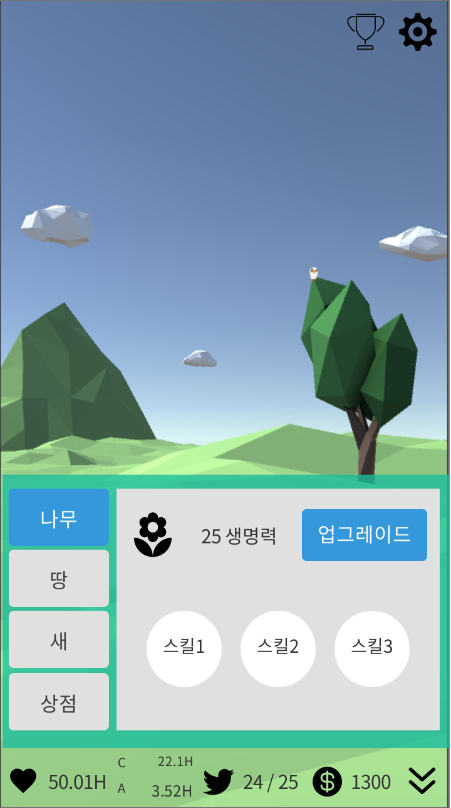 나무
25 생명력
업그레이드
땅
새
상점
스킬1
스킬2
스킬3
50.01H
C
22.1H
A
3.52H
24 / 25
$
1300